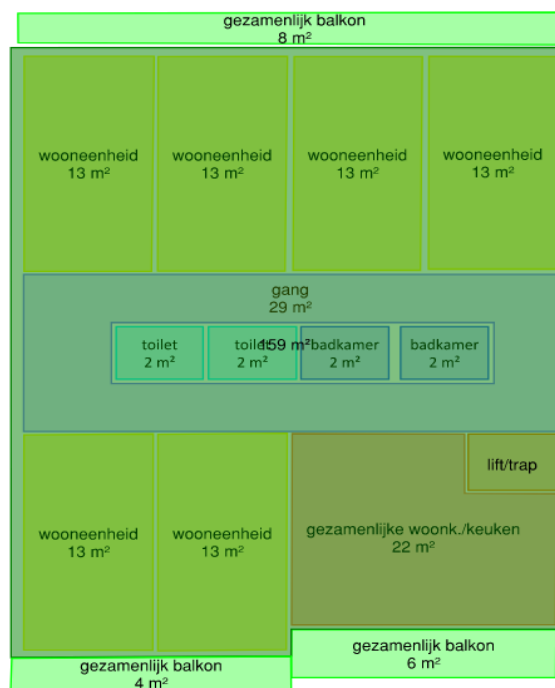 gezamenlijk balkon
8 m²
wooneenheid
13 m²
wooneenheid
13 m²
wooneenheid
13 m²
wooneenheid
13 m²
gang
29 m²
toilet
2 m²
toilet
2 m²
159 m²
badkamer
2 m²
badkamer
2 m²
wooneenheid
13 m²
wooneenheid
13 m²
gezamenlijke woonk./keuken
22 m²
lift/trap
gezamenlijk balkon
4 m²
gezamenlijk balkon
6 m²